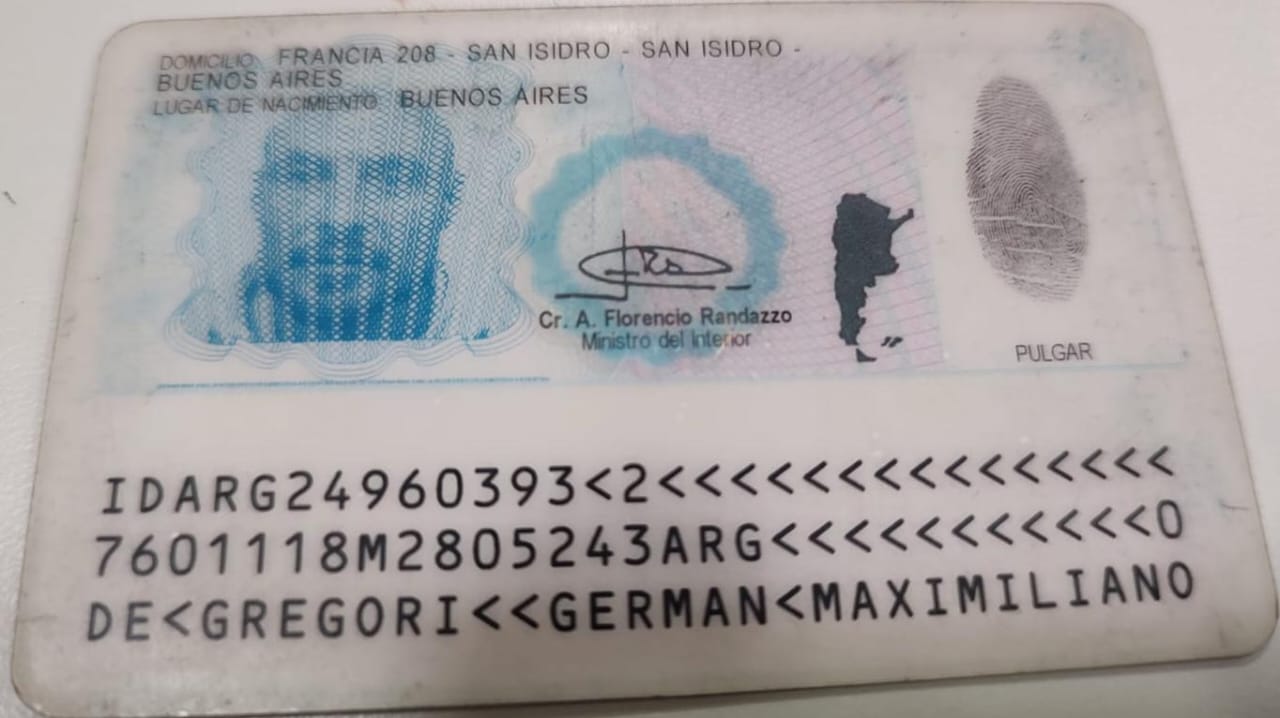 DOMICILIO: FRANCIA 208 - SAN ISIDRO - SAN ISIDRO -
BUENOS AIRES
LUGAR DE NACIMIENTO: BUENOS AIRES
Cr. A. Florencio Randazzo
Ministro del Interior
PULGAR
IDARG24960393<2<<<<<<<<<<<<<<<
7601118M2805243ARG<<<<<<<<<<<0
DE<GREGORI<<GERMAN<MAXIMILIANO